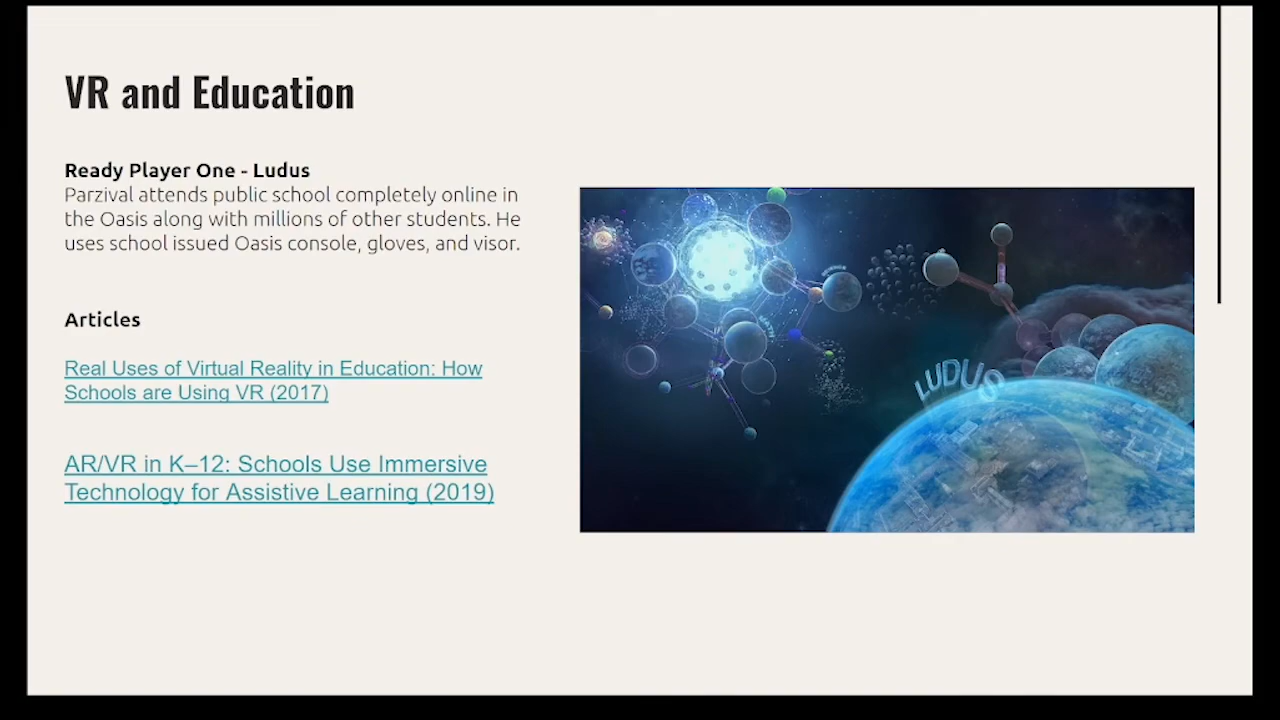 VR and Education
Ready Player One - Ludus
Parzival attends public school completely online in
the Oasis along with millions of other students. He
uses school issued Oasis console, gloves, and visor.
Articles
Real Uses of Virtual Reality in Education: How
Schools are Using VR (2017)
AR/VR in K–12: Schools Use Immersive
Technology for Assistive Learning (2019)
LUDUS